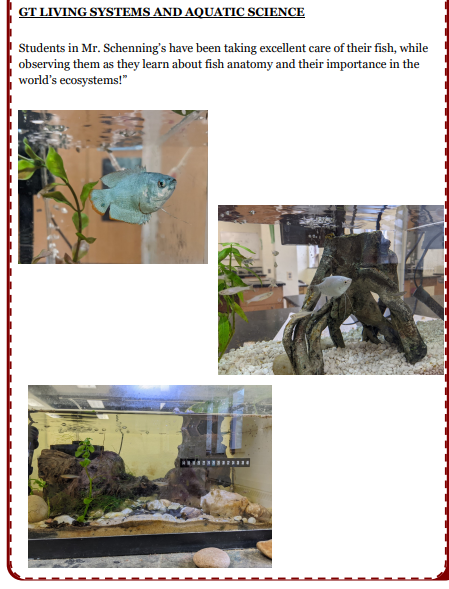 GT LIVING SYSTEMS AND AQUATIC SCIENCE
Students in Mr. Schenning's have been taking excellent care of their fish, while
observing them as they learn about fish anatomy and their importance in the
world's ecosystems!”